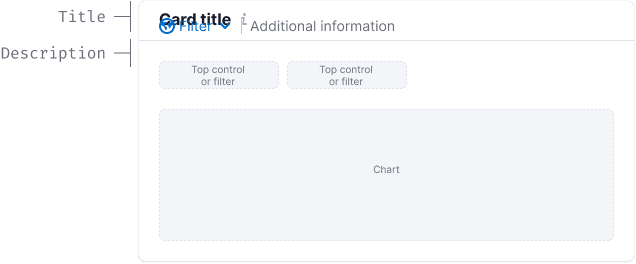 Title
Card title
Filter
Additional information
Description
Top control
or filter
Top control
or filter
Chart